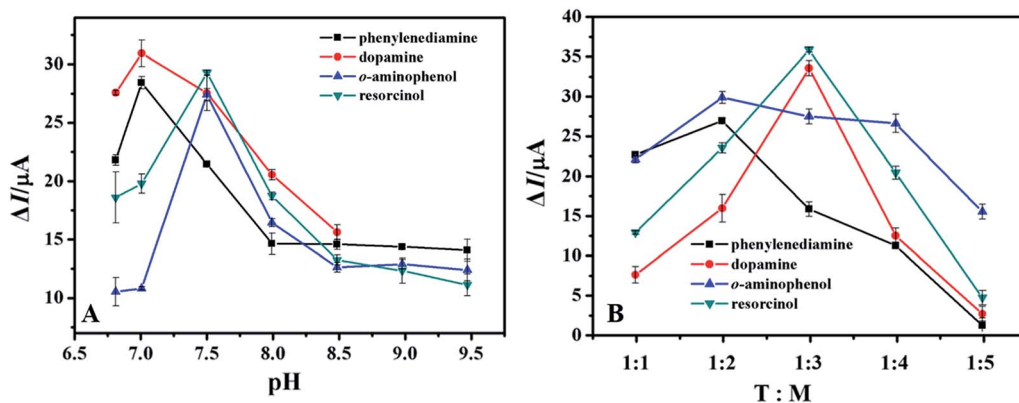 A
phenylenediamine
dopamine
o-aminophenol
resorcinol
ΔI/μA
30
25
20
15
10
6.5 7.0 7.5 8.0 8.5 9.0 9.5
pH
B
phenylenediamine
dopamine
o-aminophenol
resorcinol
ΔI/μA
40
35
30
25
20
15
10
5
0
1:1 1:2 1:3 1:4 1:5
T : M